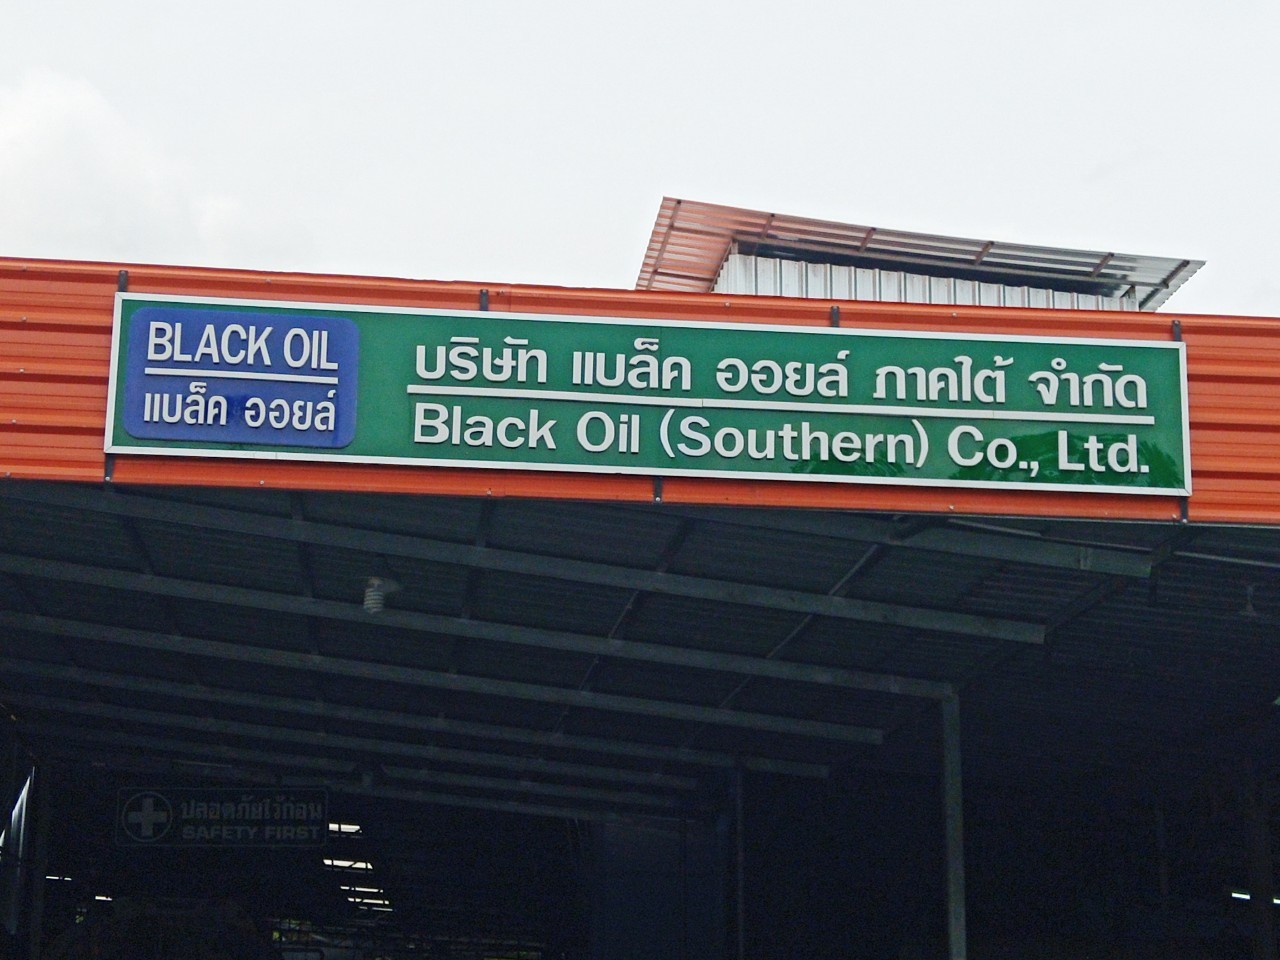 BLACK OIL
แบล็ค ออยล์
บริษัท แบล็ค ออยล์ ภาคใต้ จำกัด
Black Oil (Southern) Co., Ltd.
ปลอดภัยไว้ก่อน
SAFETY FIRST